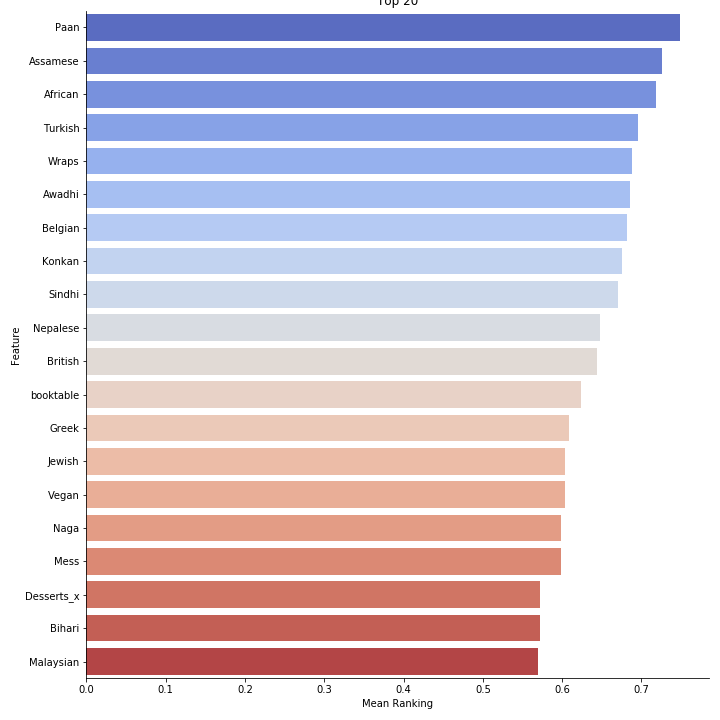 Top 20
Paan
Assamese
African
Turkish
Wraps
Awadhi
Belgian
Konkan
Sindhi
Nepalese
British
booktable
Greek
Jewish
Vegan
Naga
Mess
Desserts_x
Bihari
Malaysian
Feature
0.0 0.1 0.2 0.3 0.4 0.5 0.6 0.7
Mean Ranking